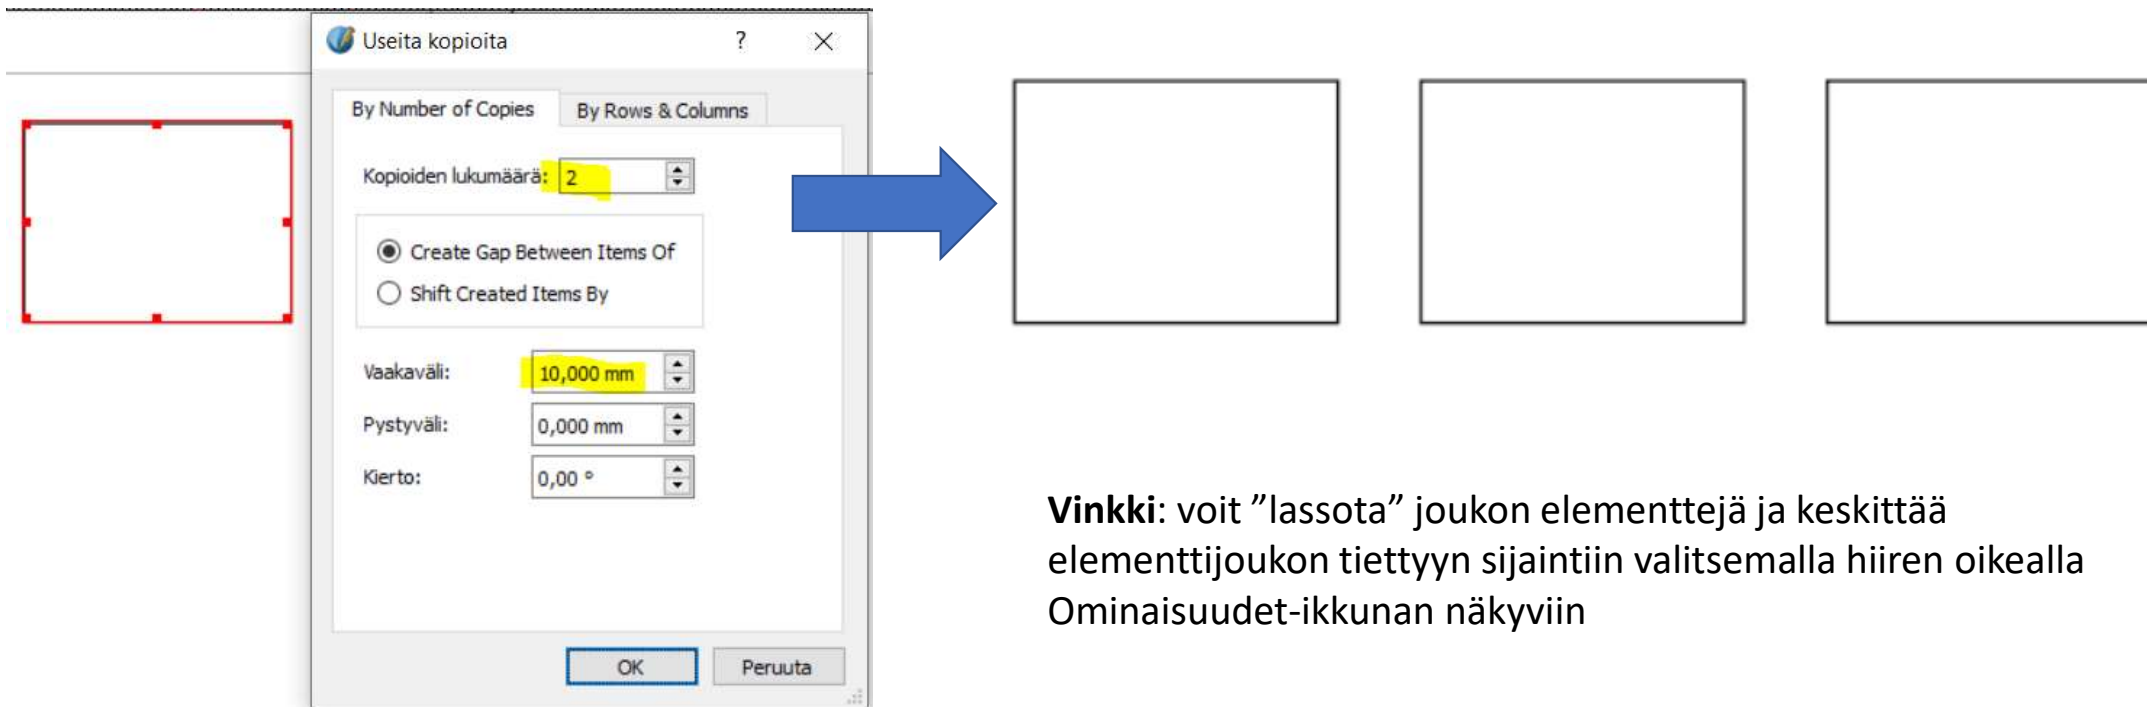 Useita kopioita ?
By Number of Copies By Rows & Columns
Kopioiden lukumäärä: 2
Create Gap Between Items Of
Shift Created Items By
Vaakaväli: 10,000 mm
Pystyväli: 0,000 mm
Kierto: 0,00 °
OK Peruuta
Vinkki: voit ”lassota” joukon elementtejä ja keskittää
elementtijoukon tiettyyn sijaintiin valitsemalla hiiren oikealla
Ominaisuudet-ikkunan näkyviin